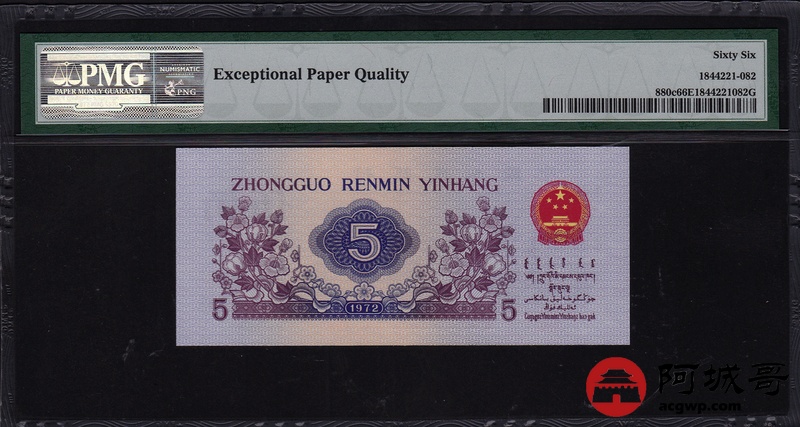 PMG
PAPER MONEY GUARANTY
NUMISMATIC
PNG
Exceptional Paper Quality
Sixty Six
1844221-082
880c66E1844221082G
ZHONGGUO RENMIN YINHANG
5
5
5
1972
阿城哥
acgwp.com